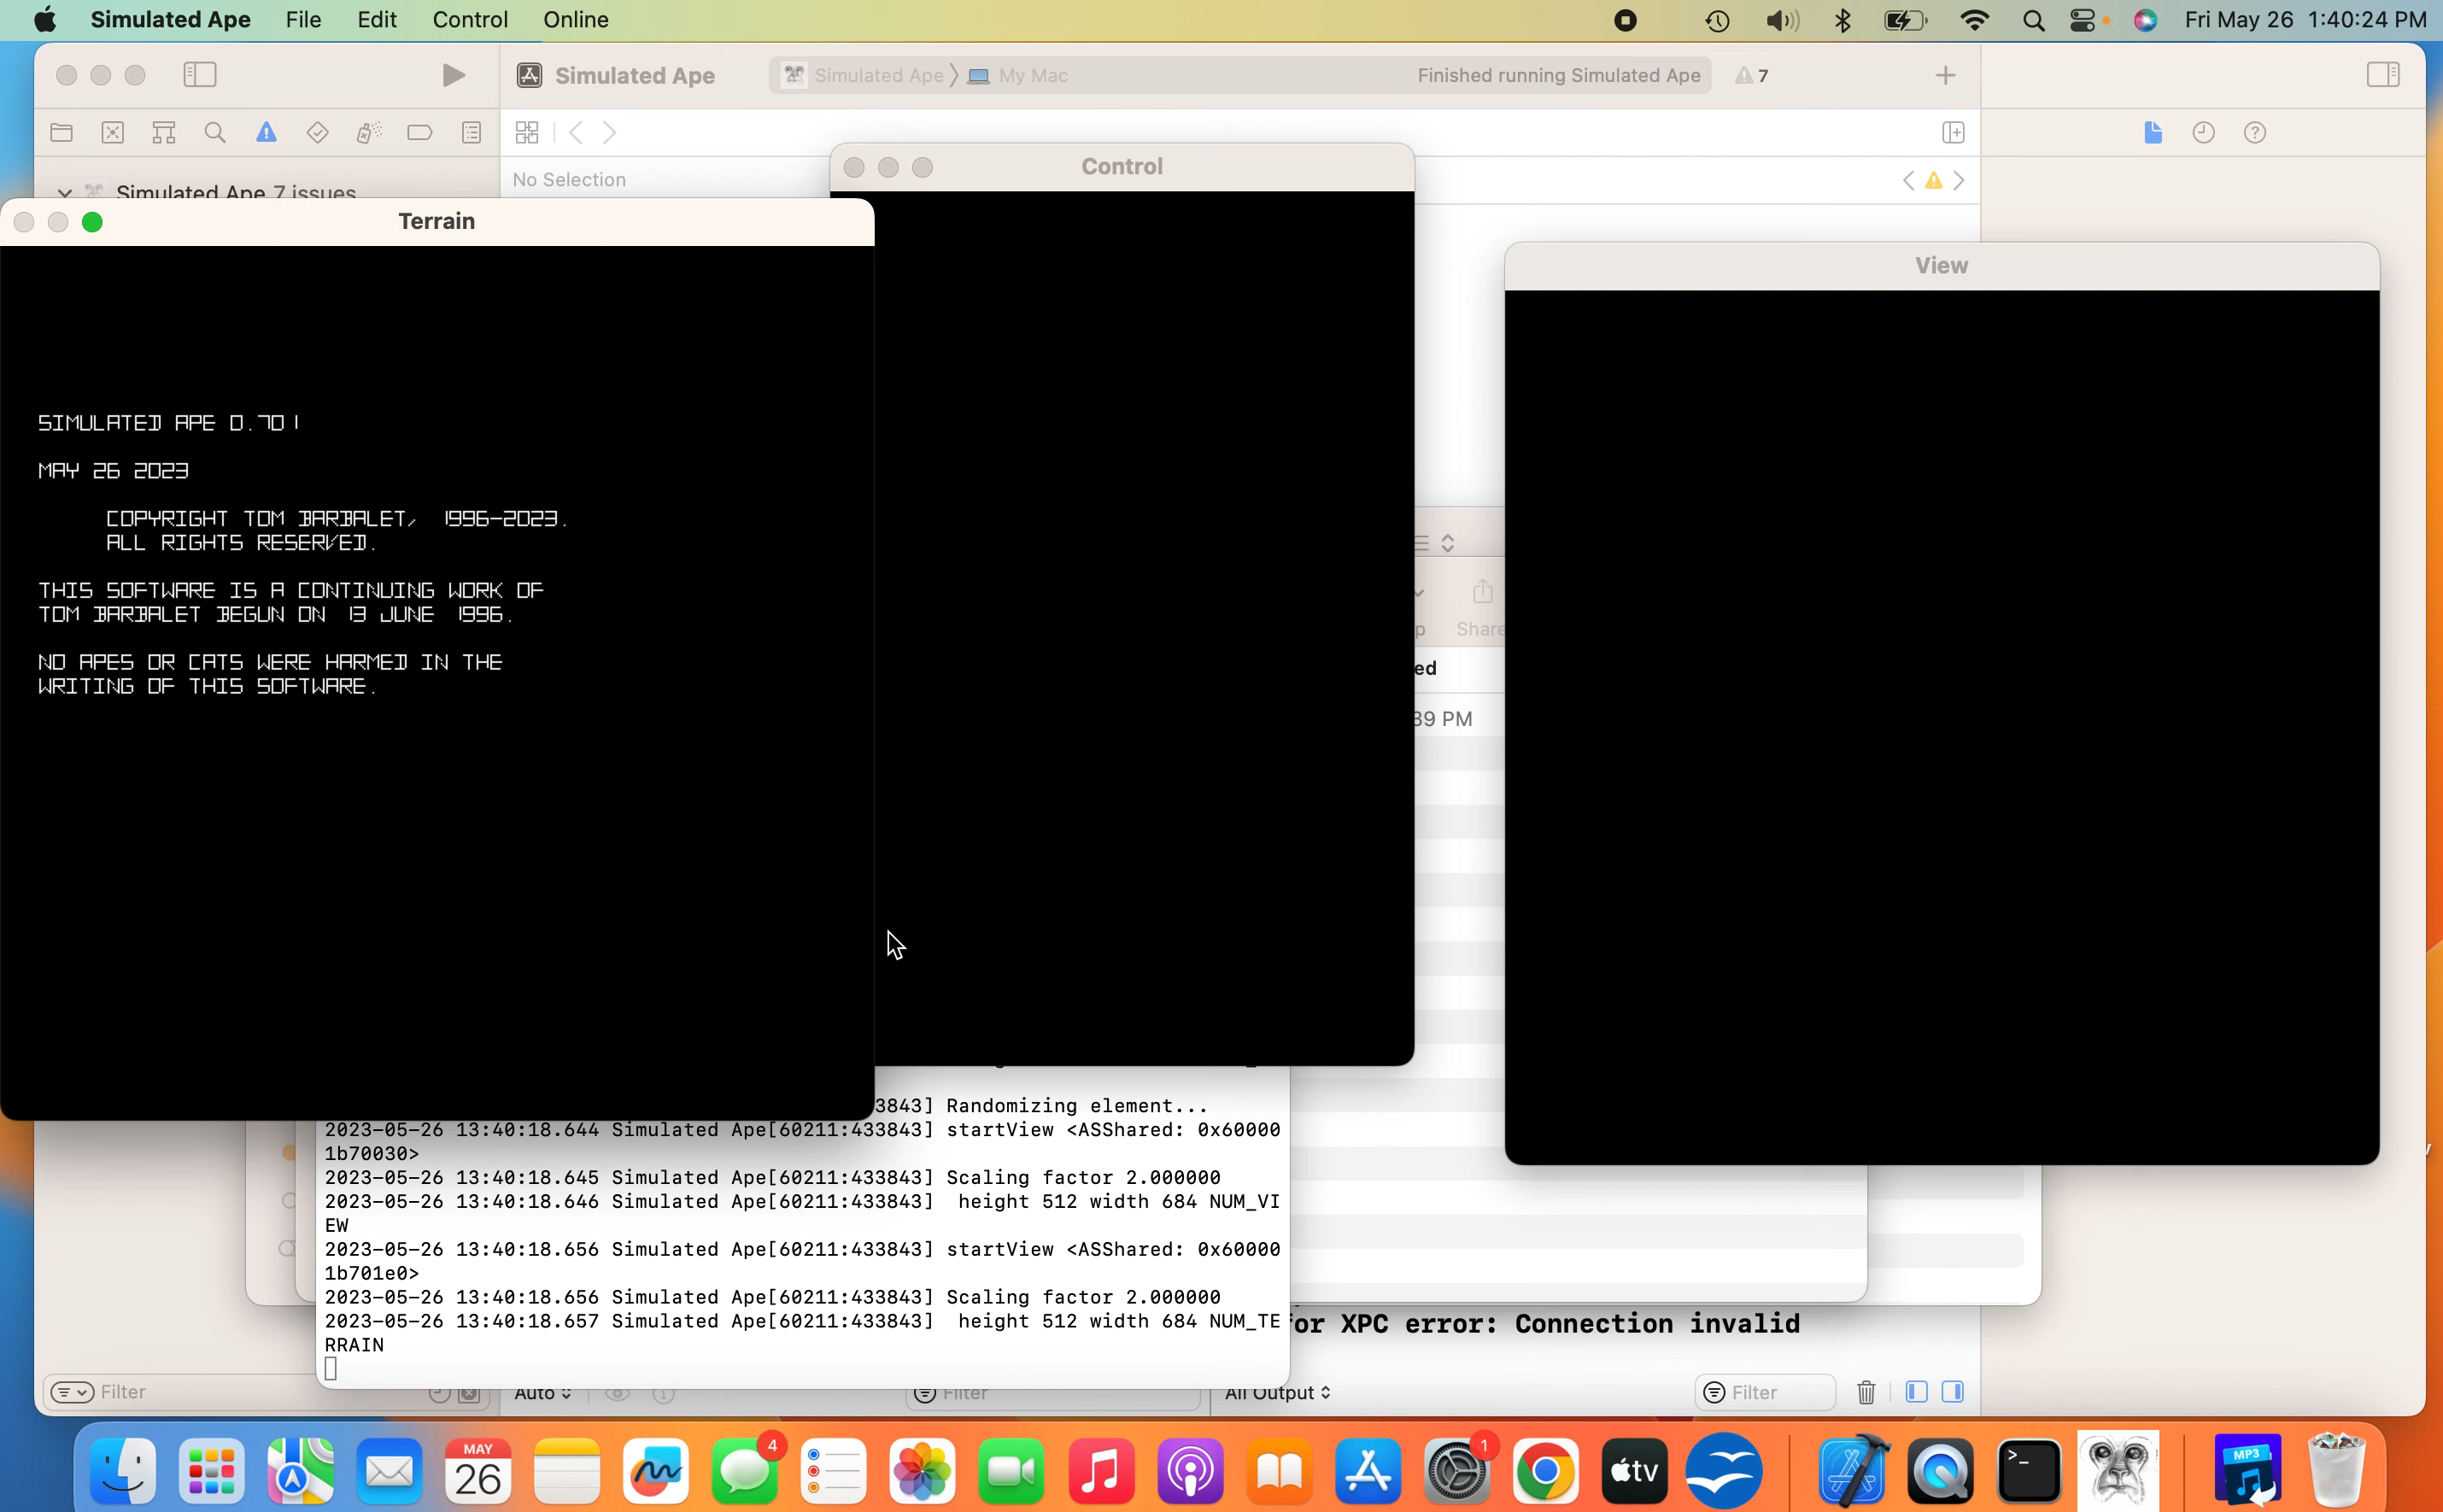 Simulated Ape File Edit Control Online Fri May 26 1:40:24 PM
Simulated Ape Simulated Ape My Mac Finished running Simulated Ape 7
No Selection
Simulated Ape 7 issues
Control
Terrain
View
SIMULATED APE 0.701
MAY 26 2023
COPYRIGHT TOM BARBALET, 1996-2023.
ALL RIGHTS RESERVED.
THIS SOFTWARE IS A CONTINUING WORK OF
TOM BARBALET BEGUN ON 13 JUNE 1996.
NO APES OR CATS WERE HARMED IN THE
WRITING OF THIS SOFTWARE.
p Share
ed
39 PM
3843] Randomizing element...
2023-05-26 13:40:18.644 Simulated Ape[60211:433843] startView <ASShared: 0x60000
1b70030>
2023-05-26 13:40:18.645 Simulated Ape[60211:433843] Scaling factor 2.000000
2023-05-26 13:40:18.646 Simulated Ape[60211:433843]  height 512 width 684 NUM_VI
EW
2023-05-26 13:40:18.656 Simulated Ape[60211:433843] startView <ASShared: 0x60000
1b701e0>
2023-05-26 13:40:18.656 Simulated Ape[60211:433843] Scaling factor 2.000000
2023-05-26 13:40:18.657 Simulated Ape[60211:433843]  height 512 width 684 NUM_TE
RRAIN
for XPC error: Connection invalid
Filter Auto Filter All Output Filter
4
1
MAY
26
tv
>_
MP3